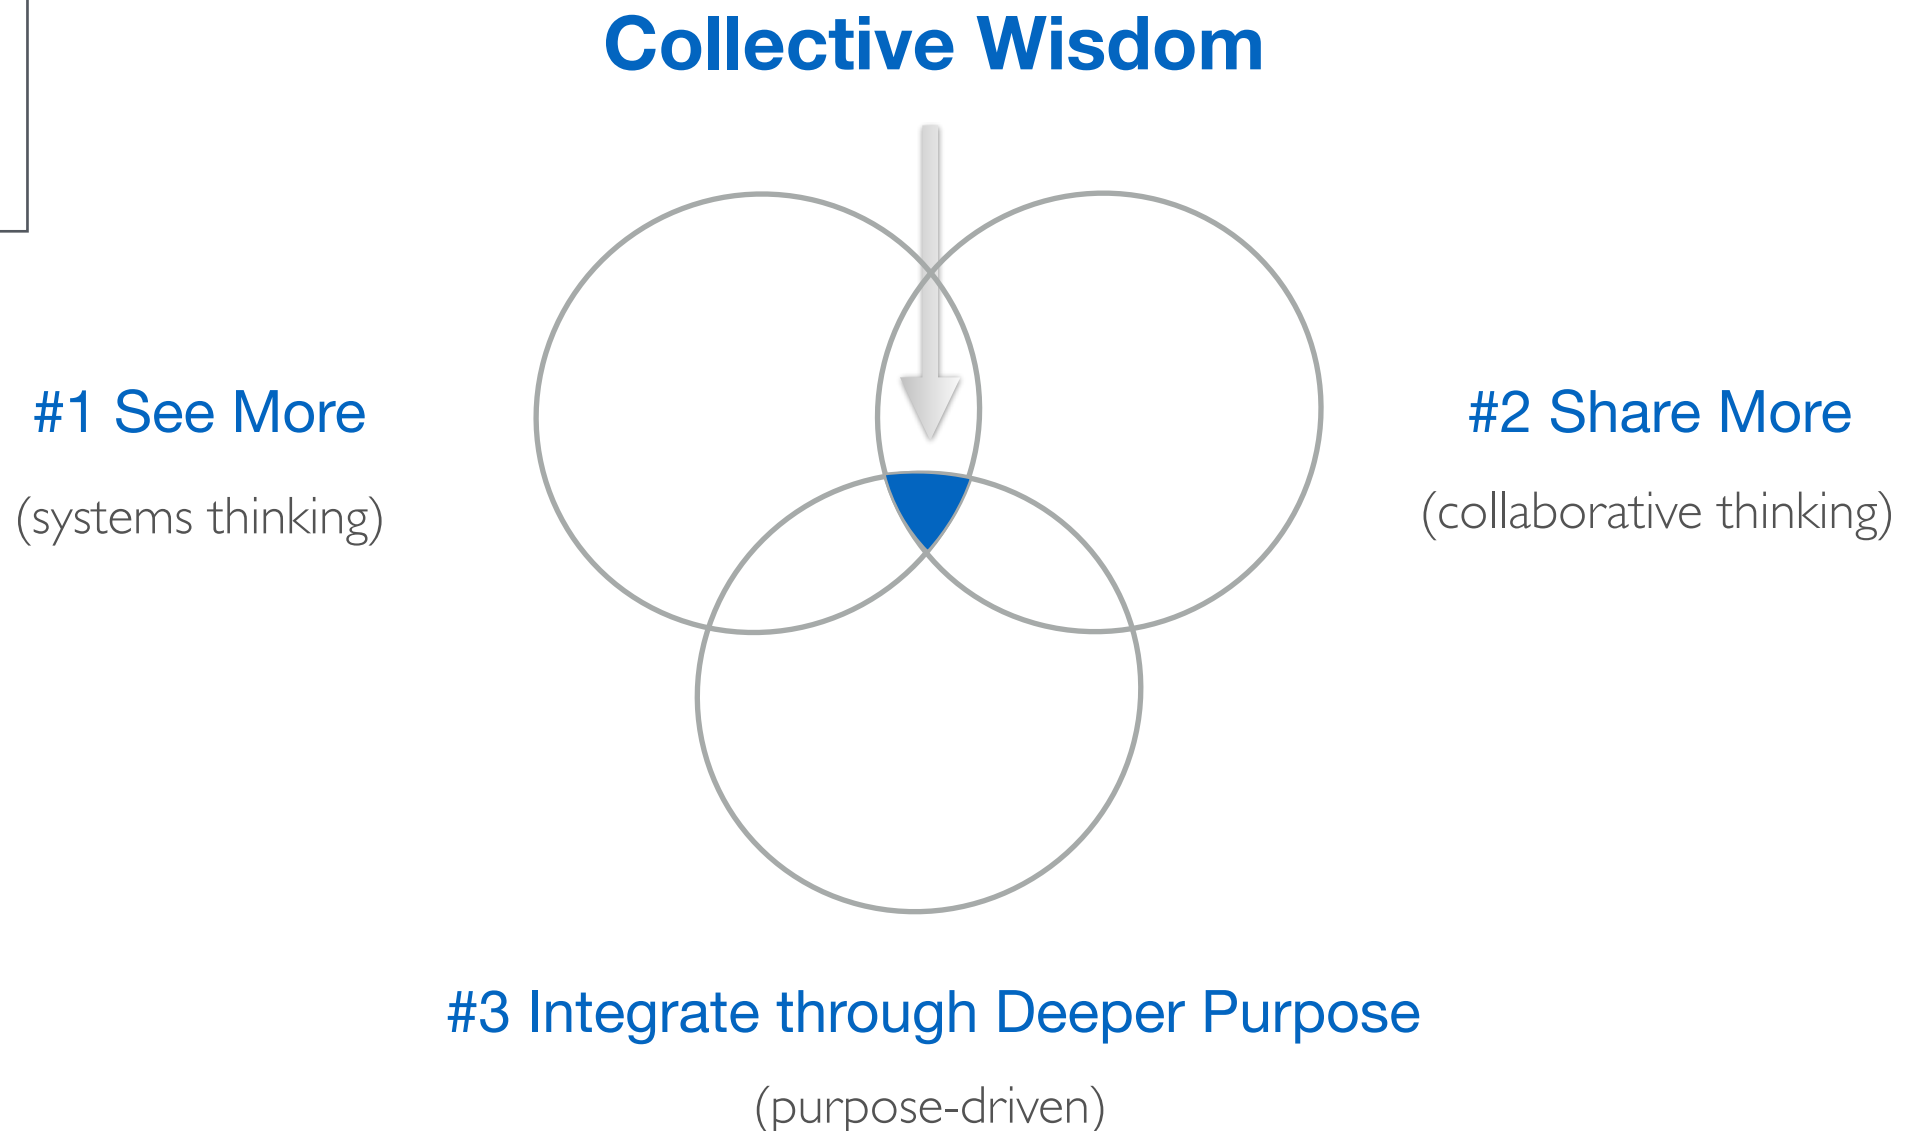 Collective Wisdom
#1 See More
(systems thinking)
#2 Share More
(collaborative thinking)
#3 Integrate through Deeper Purpose
(purpose-driven)